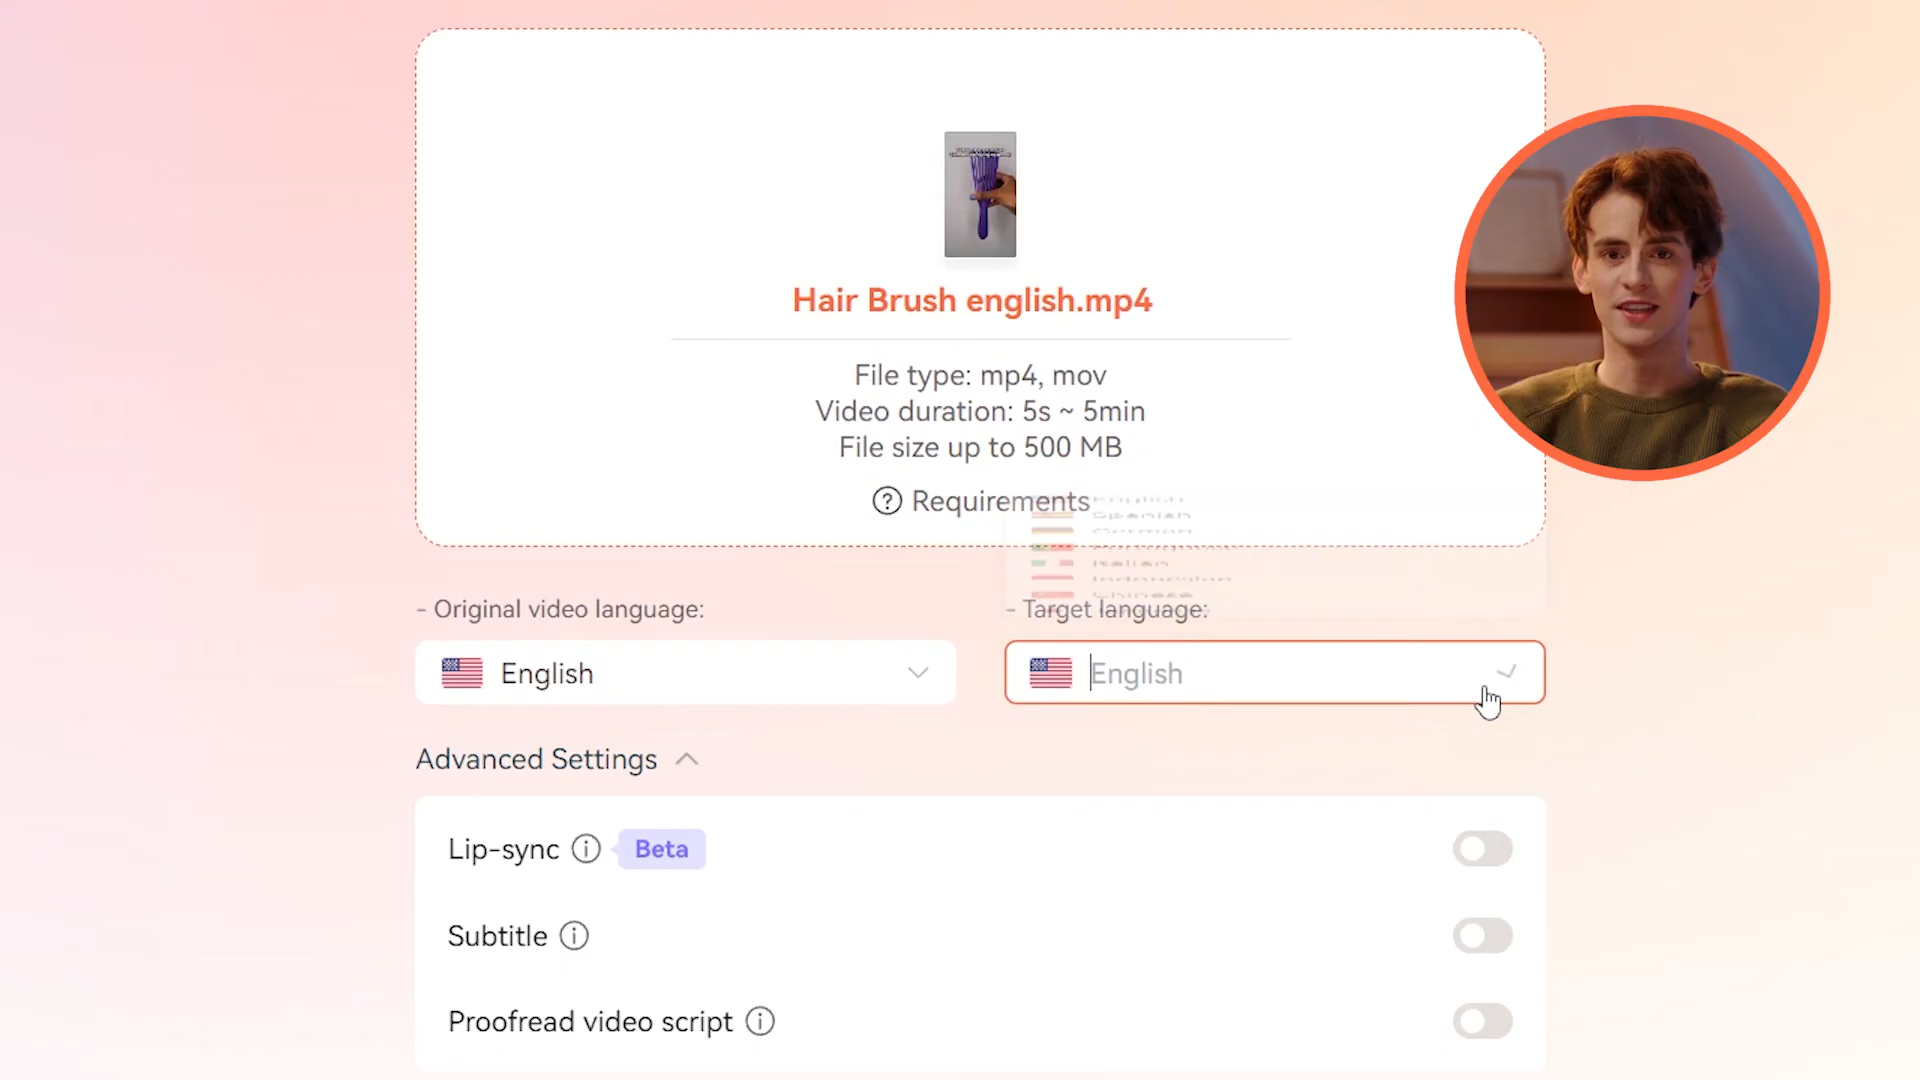 Hair Brush english.mp4
File type: mp4, mov
Video duration: 5s ~ 5min
File size up to 500 MB
? Requirements
- Original video language:
- Target language:
English
English
Advanced Settings
Lip-sync
Beta
Subtitle
Proofread video script